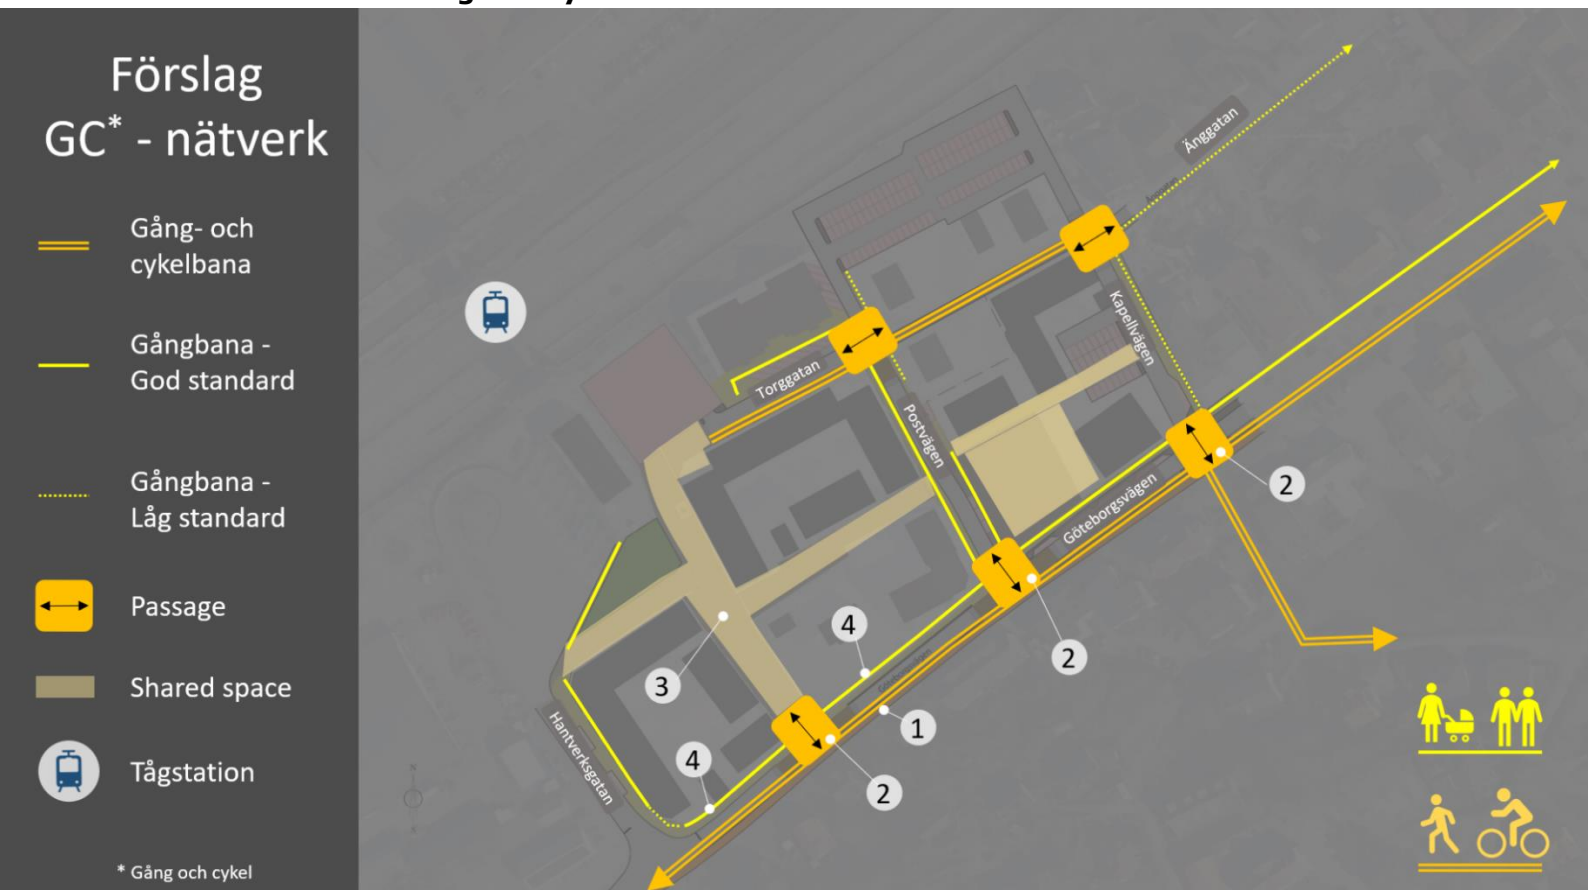 Förslag
GC* - nätverk
Gång- och
cykelbana
Gångbana -
God standard
Gångbana -
Låg standard
Passage
Shared space
Tågstation
* Gång och cykel
Änggatan
Kapellvägen
Torggatan
Postvägen
Göteborgsvägen
2
2
4
3
1
Hantverksgatan
4
2